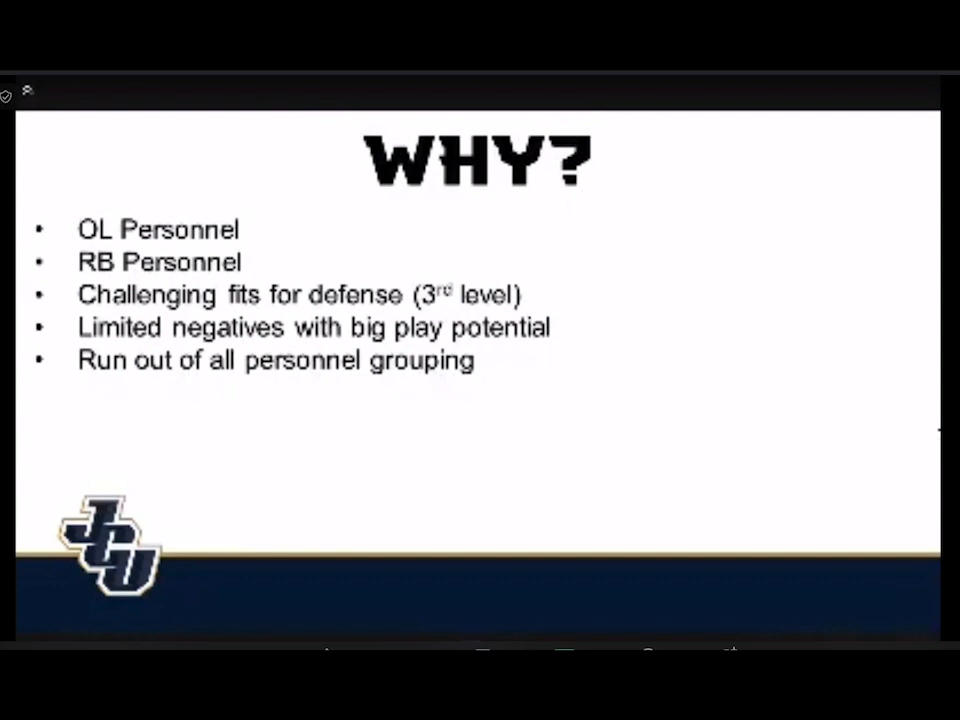 WHY?
• OL Personnel
• RB Personnel
• Challenging fits for defense (3rd level)
• Limited negatives with big play potential
• Run out of all personnel grouping
JCU